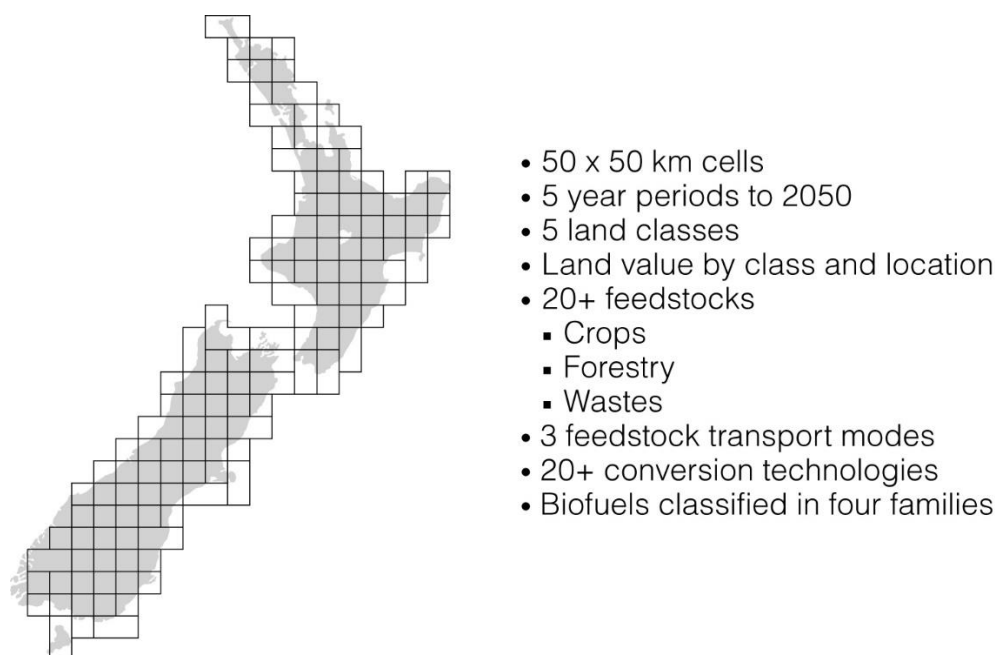 • 50 x 50 km cells
• 5 year periods to 2050
• 5 land classes
• Land value by class and location
• 20+ feedstocks
▪ Crops
▪ Forestry
▪ Wastes
• 3 feedstock transport modes
• 20+ conversion technologies
• Biofuels classified in four families